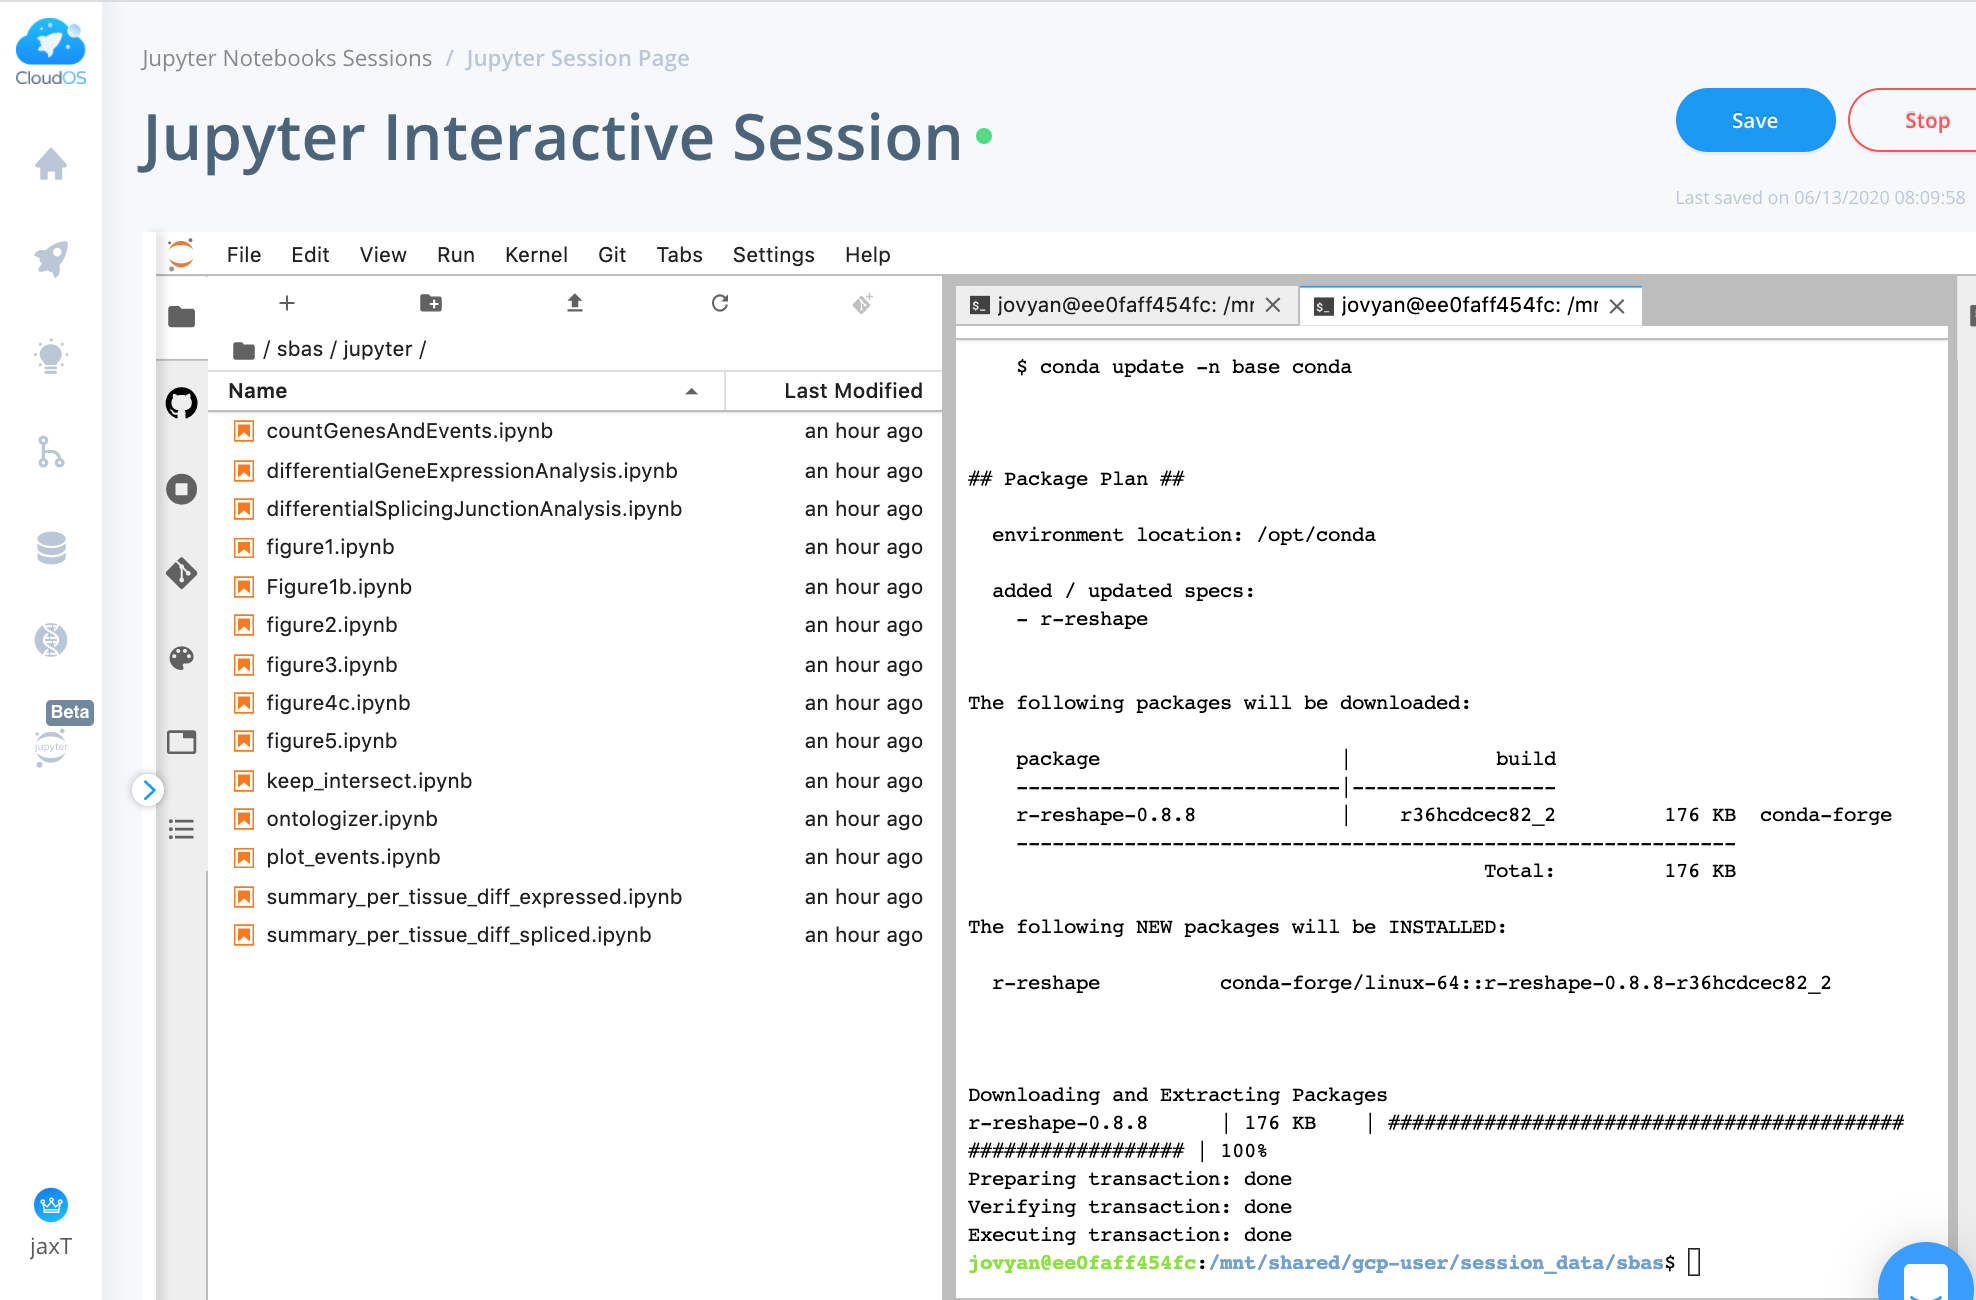 CloudOS
Jupyter Notebooks Sessions / Jupyter Session Page
Jupyter Interactive Session
Save
Stop
Last saved on 06/13/2020 08:09:58
File Edit View Run Kernel Git Tabs Settings Help
/ sbas / jupyter /
Name Last Modified
countGenesAndEvents.ipynb an hour ago
differentialGeneExpressionAnalysis.ipynb an hour ago
differentialSplicingJunctionAnalysis.ipynb an hour ago
figure1.ipynb an hour ago
Figure1b.ipynb an hour ago
figure2.ipynb an hour ago
figure3.ipynb an hour ago
figure4c.ipynb an hour ago
figure5.ipynb an hour ago
keep_intersect.ipynb an hour ago
ontologizer.ipynb an hour ago
plot_events.ipynb an hour ago
summary_per_tissue_diff_expressed.ipynb an hour ago
summary_per_tissue_diff_spliced.ipynb an hour ago
Beta
jupyter
jaxT
$_ jovyan@ee0faff454fc: /mr
$_ jovyan@ee0faff454fc: /mr
$ conda update -n base conda
## Package Plan ##
environment location: /opt/conda
added / updated specs:
- r-reshape
The following packages will be downloaded:
package | build
---------------------------|-----------------
r-reshape-0.8.8 | r36hcdcec82_2 176 KB conda-forge
------------------------------------------------------------
Total: 176 KB
The following NEW packages will be INSTALLED:
r-reshape conda-forge/linux-64::r-reshape-0.8.8-r36hcdcec82_2
Downloading and Extracting Packages
r-reshape-0.8.8 | 176 KB | ###########################################
################## | 100%
Preparing transaction: done
Verifying transaction: done
Executing transaction: done
jovyan@ee0faff454fc:/mnt/shared/gcp-user/session_data/sbas$